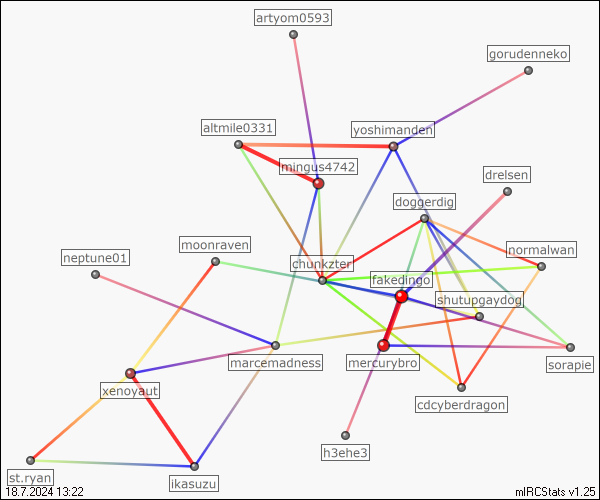 artyom0593
gorudenneko
altmile0331
yoshimanden
mingus4742
drelsen
doggerdig
moonraven
neptune01
normalwan
chunkzter
fakedingo
shutupgaydog
marcemadness
mercurybro
sorapie
xenoyaut
cdcyberdragon
h3ehe3
st.ryan
ikasuzu
18.7.2024 13:22
mIRCStats v1.25